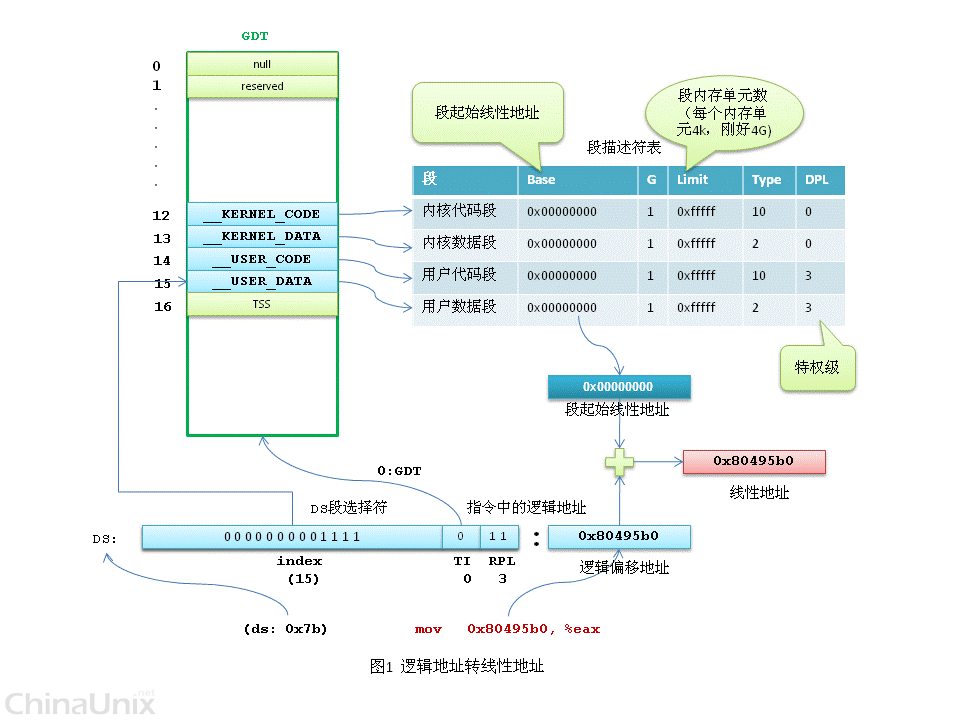 GDT
0 null
1 reserved
.
.
.
.
.
12 __KERNEL_CODE
13 __KERNEL_DATA
14 __USER_CODE
15 __USER_DATA
16 TSS
段起始线性地址
段内存单元数
（每个内存单
元4k，刚好4G)
段描述符表
段 Base G Limit Type DPL
内核代码段 0x00000000 1 0xfffff 10 0
内核数据段 0x00000000 1 0xfffff 2 0
用户代码段 0x00000000 1 0xfffff 10 3
用户数据段 0x00000000 1 0xfffff 2 3
特权级
0x00000000
段起始线性地址
0x80495b0
线性地址
0:GDT
DS段选择符
指令中的逻辑地址
DS: 0000000001111 0 11 : 0x80495b0
index TI RPL
(15) 0 3
逻辑偏移地址
(ds: 0x7b)
mov 0x80495b0, %eax
图1 逻辑地址转线性地址
ChinaUnix.net